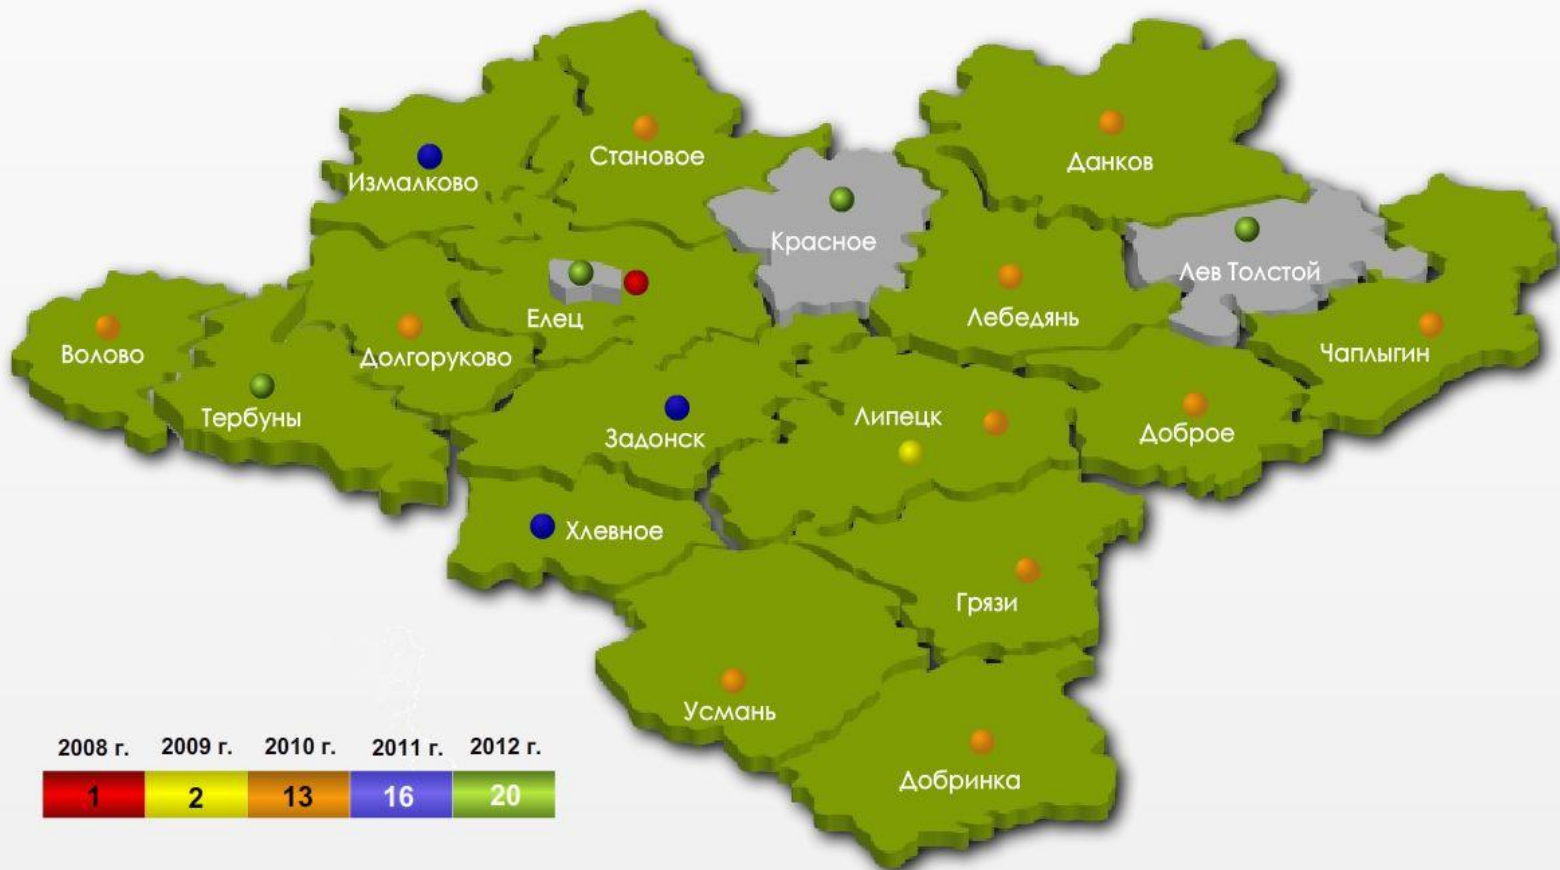 Становое
Данков
Измалково
Красное
Лев Толстой
Елец
Лебедянь
Волово
Долгоруково
Чаплыгин
Тербуны
Задонск
Липецк
Доброе
Хлевное
Грязи
Усмань
Добринка
2008 г. 2009 г. 2010 г. 2011 г. 2012 г.
1 2 13 16 20